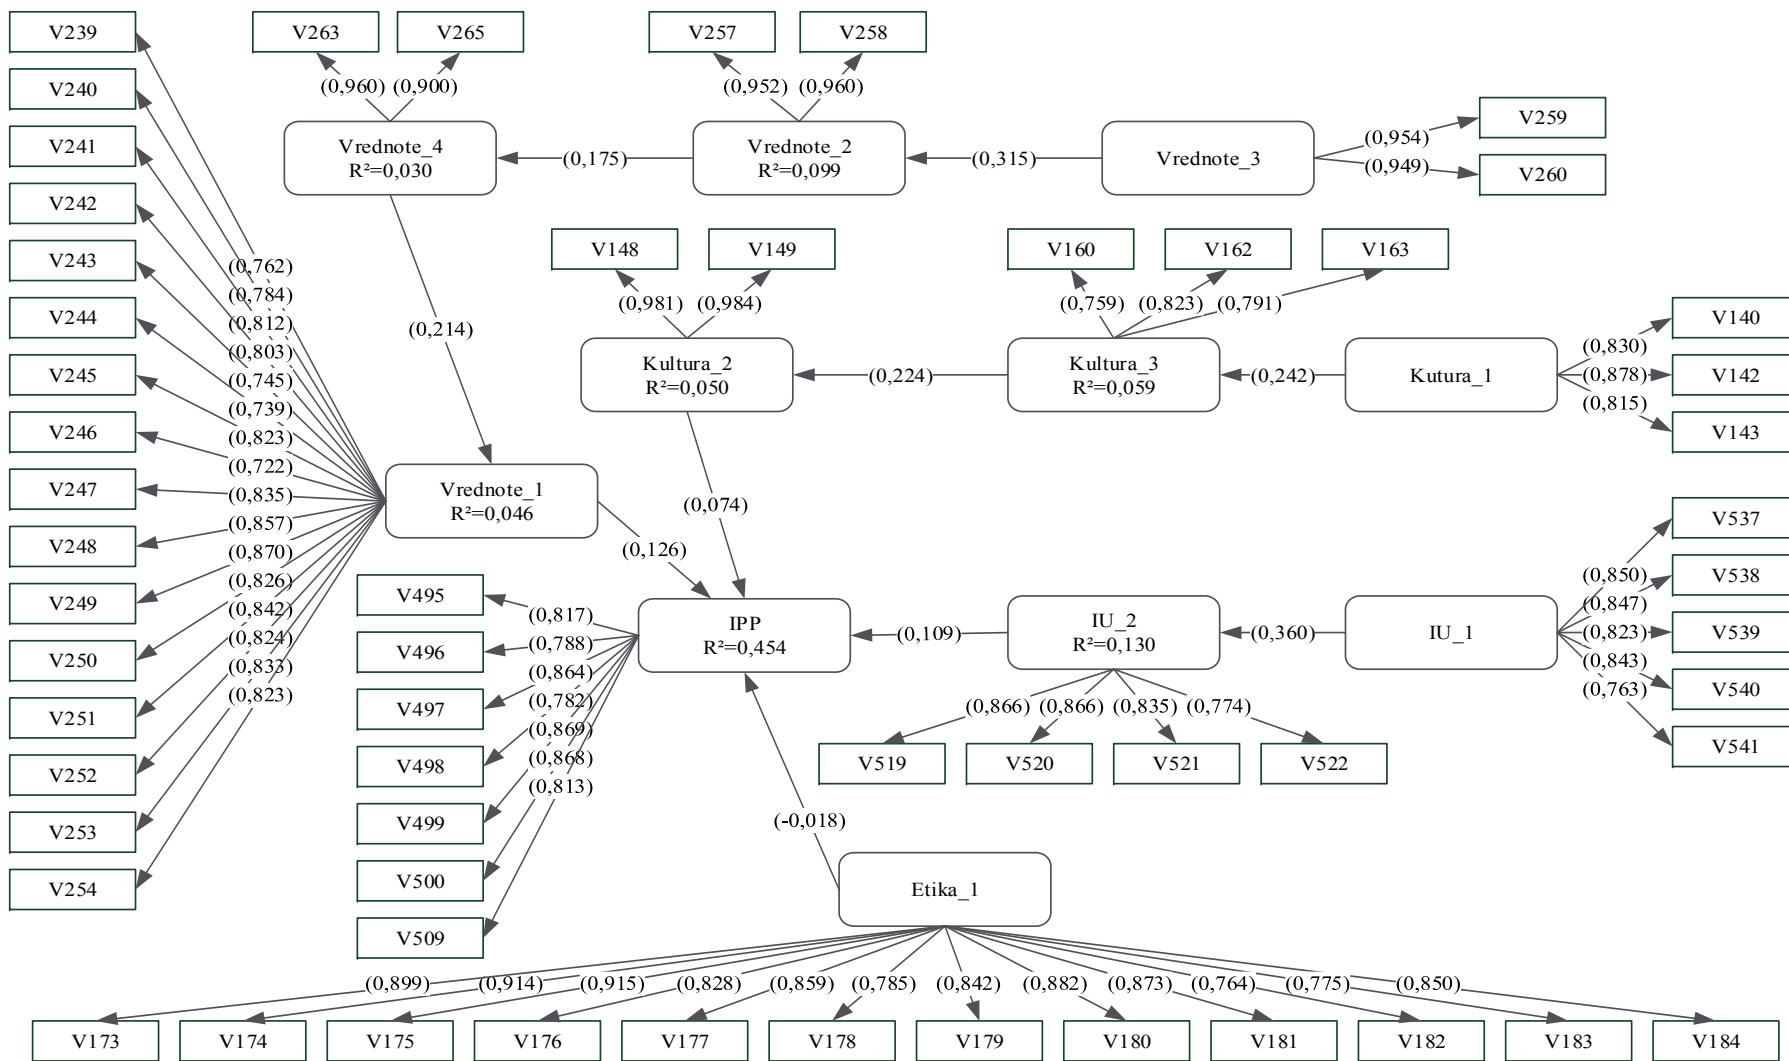 V239
V240
V241
V242
V243
V244
V245
V246
V247
V248
V249
V250
V251
V252
V253
V254
(0,762)
(0,784)
(0,812)
(0,803)
(0,745)
(0,739)
(0,823)
(0,722)
(0,835)
(0,857)
(0,870)
(0,826)
(0,842)
(0,824)
(0,833)
(0,823)
V263
V265
(0,960)
(0,900)
Vrednote_4
R²=0,030
(0,175)
V257
V258
(0,952)
(0,960)
Vrednote_2
R²=0,099
(0,315)
Vrednote_3
(0,954)
(0,949)
V259
V260
(0,214)
V148
V149
(0,981)
(0,984)
Kultura_2
R²=0,050
(0,224)
V160
V162
V163
(0,759)
(0,823)
(0,791)
Kultura_3
R²=0,059
(0,242)
Kutura_1
(0,830)
(0,878)
(0,815)
V140
V142
V143
Vrednote_1
R²=0,046
(0,126)
(0,074)
V495
V496
V497
V498
V499
V500
V509
(0,817)
(0,788)
(0,864)
(0,782)
(0,869)
(0,868)
(0,813)
IPP
R²=0,454
(0,109)
IU_2
R²=0,130
(0,360)
IU_1
(0,850)
(0,847)
(0,823)
(0,843)
(0,763)
V537
V538
V539
V540
V541
(0,866)
(0,866)
(0,835)
(0,774)
V519
V520
V521
V522
(-0,018)
Etika_1
(0,899)
(0,914)
(0,915)
(0,828)
(0,859)
(0,785)
(0,842)
(0,882)
(0,873)
(0,764)
(0,775)
(0,850)
V173
V174
V175
V176
V177
V178
V179
V180
V181
V182
V183
V184